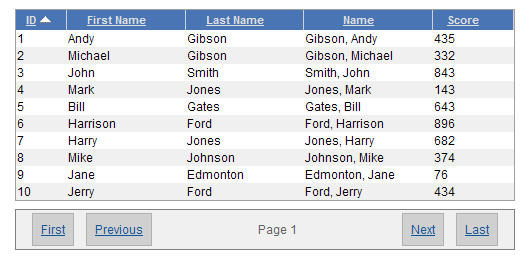 ID First Name Last Name Name Score
1 Andy Gibson Gibson, Andy 435
2 Michael Gibson Gibson, Michael 332
3 John Smith Smith, John 843
4 Mark Jones Jones, Mark 143
5 Bill Gates Gates, Bill 643
6 Harrison Ford Ford, Harrison 896
7 Harry Jones Jones, Harry 682
8 Mike Johnson Johnson, Mike 374
9 Jane Edmonton Edmonton, Jane 76
10 Jerry Ford Ford, Jerry 434
First Previous Page 1 Next Last